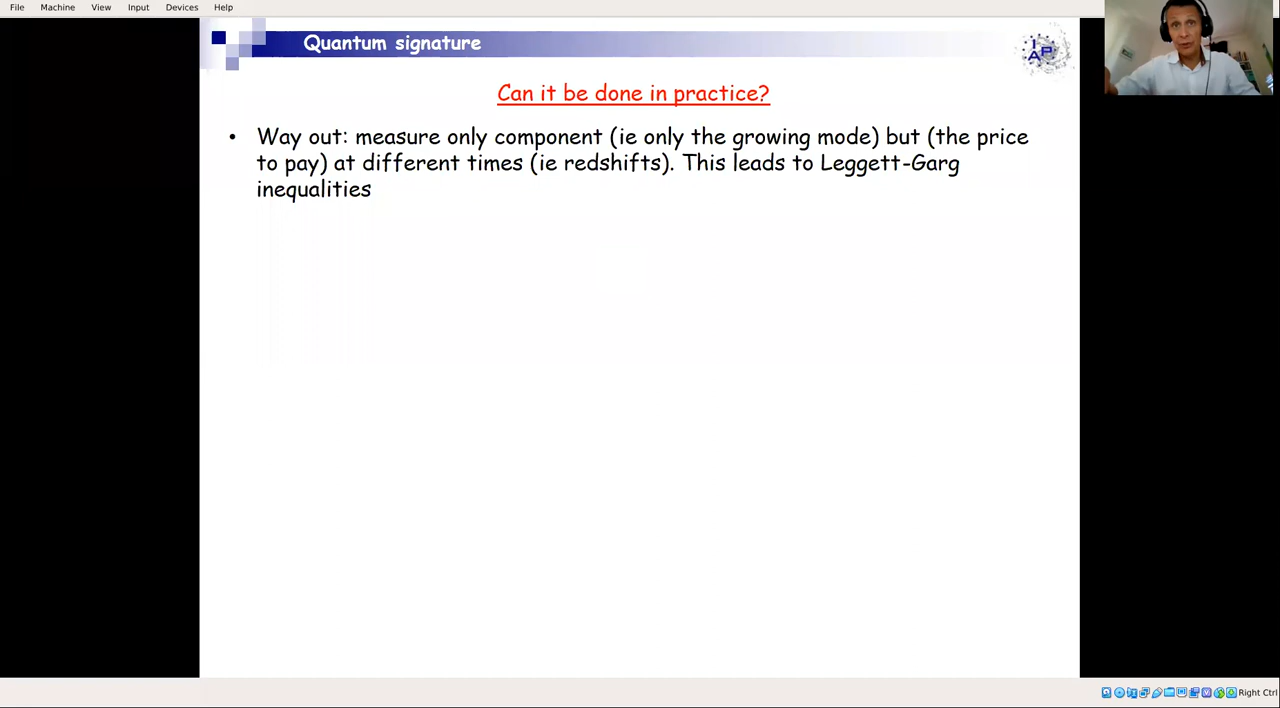 File Machine View Input Devices Help
Quantum signature
IAP
Can it be done in practice?
• Way out: measure only component (ie only the growing mode) but (the price
to pay) at different times (ie redshifts). This leads to Leggett-Garg
inequalities
Right Ctrl